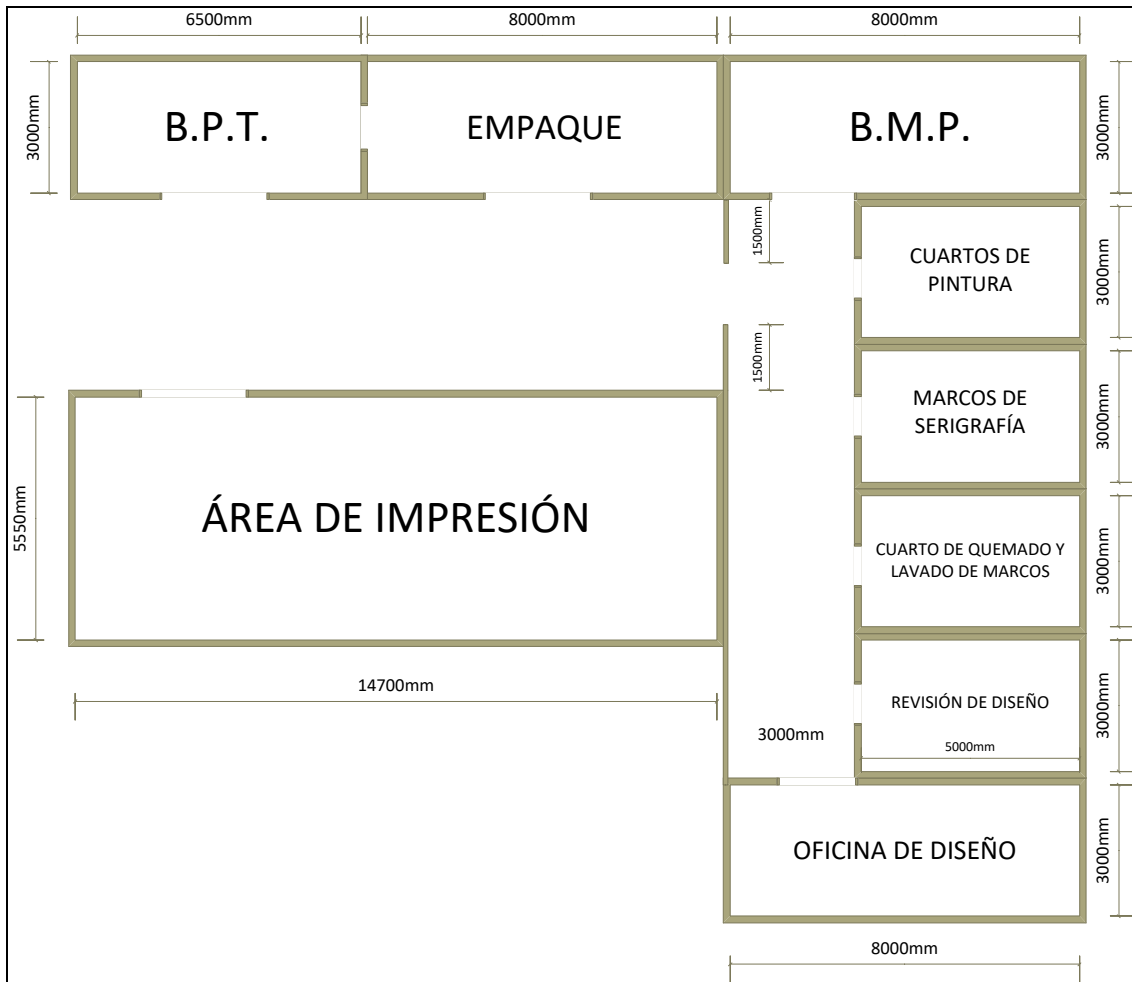 6500mm
8000mm
8000mm
3000mm
B.P.T.
EMPAQUE
B.M.P.
3000mm
1500mm
CUARTOS DE
PINTURA
3000mm
1500mm
MARCOS DE
SERIGRAFÍA
3000mm
5550mm
ÁREA DE IMPRESIÓN
CUARTO DE QUEMADO Y
LAVADO DE MARCOS
3000mm
14700mm
REVISIÓN DE DISEÑO
3000mm
3000mm
5000mm
OFICINA DE DISEÑO
3000mm
8000mm